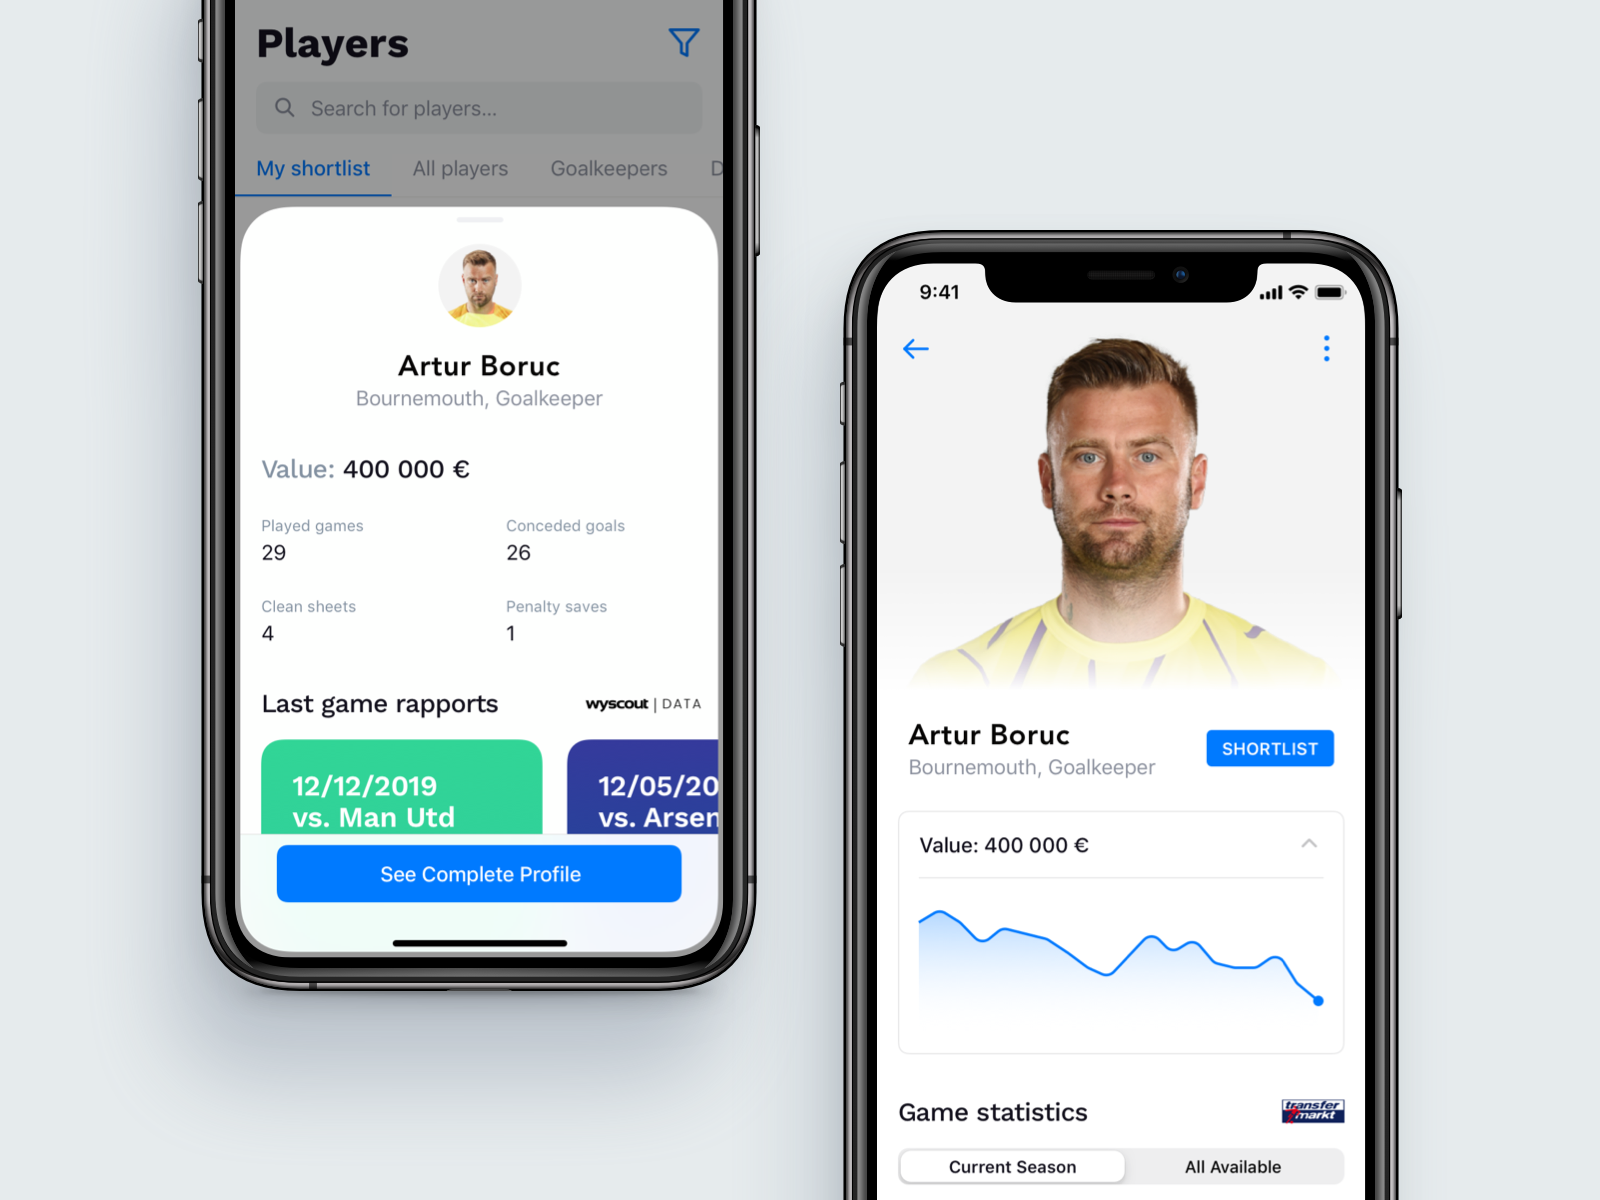 Players
Search for players...
My shortlist All players Goalkeepers D
Artur Boruc
Bournemouth, Goalkeeper
Value: 400 000 €
Played games Conceded goals
29 26
Clean sheets Penalty saves
4 1
Last game rapports wyscout | DATA
12/12/2019
vs. Man Utd
12/05/20
vs. Arsen
See Complete Profile
9:41
Artur Boruc
Bournemouth, Goalkeeper
SHORTLIST
Value: 400 000 €
Game statistics
transfer
markt
Current Season All Available